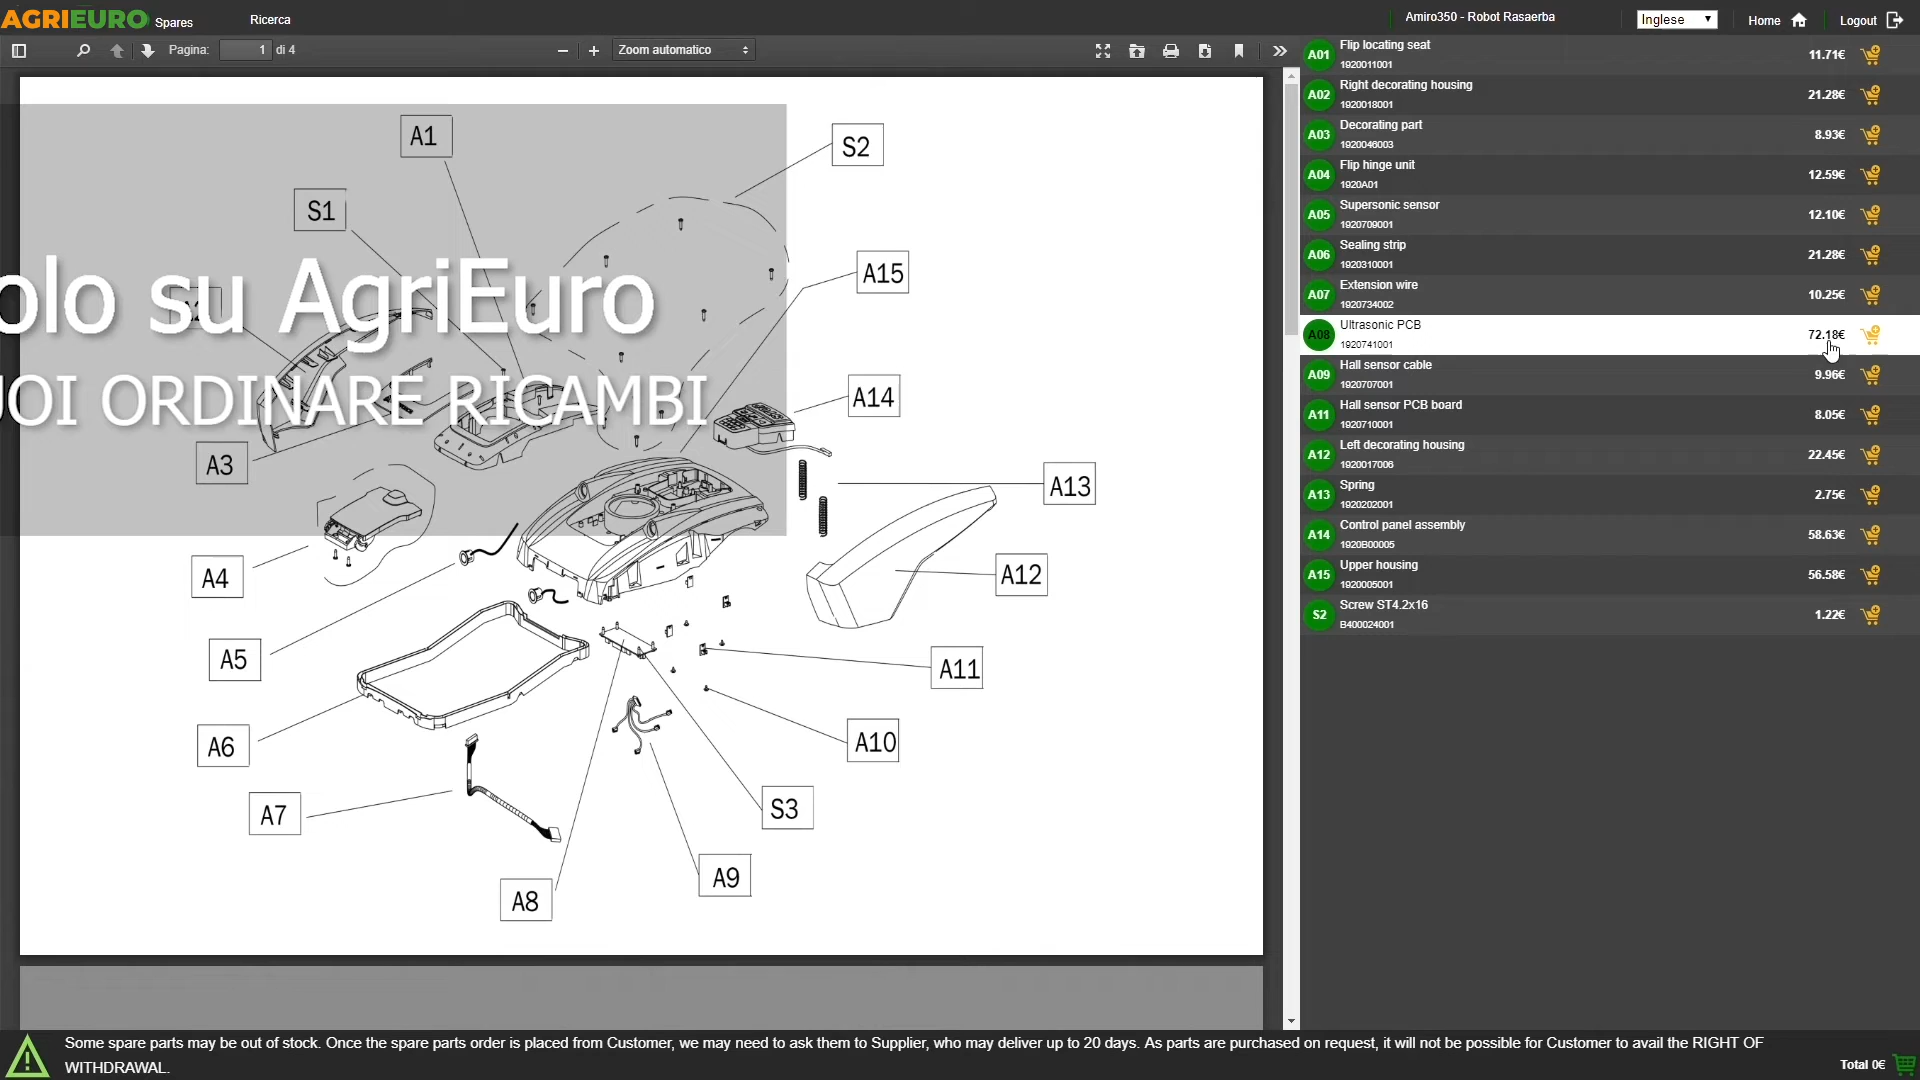 AGRIEURO Spares
Ricerca
Amiro350 - Robot Rasaerba
Inglese
Home
Logout
Pagina: 1 di 4
Zoom automatico
A1
S2
S1
A15
olo su AgriEuro
UOI ORDINARE RICAMBI
A14
A3
A13
A4
A12
A5
A11
A6
A10
A7
S3
A9
A8
A01 Flip locating seat 11.71€
1920011001
A02 Right decorating housing 21.28€
1920018001
A03 Decorating part 8.93€
1920046003
A04 Flip hinge unit 12.59€
1920A01
A05 Supersonic sensor 12.10€
1920709001
A06 Sealing strip 21.28€
1920310001
A07 Extension wire 10.25€
1920734002
A08 Ultrasonic PCB 72.18€
1920741001
A09 Hall sensor cable 9.96€
1920707001
A11 Hall sensor PCB board 8.05€
1920710001
A12 Left decorating housing 22.45€
1920017006
A13 Spring 2.75€
1920202001
A14 Control panel assembly 58.63€
1920B00005
A15 Upper housing 56.58€
1920005001
S2 Screw ST4.2x16 1.22€
B400024001
Some spare parts may be out of stock. Once the spare parts order is placed from Customer, we may need to ask them to Supplier, who may deliver up to 20 days. As parts are purchased on request, it will not be possible for Customer to avail the RIGHT OF
WITHDRAWAL.
Total 0€